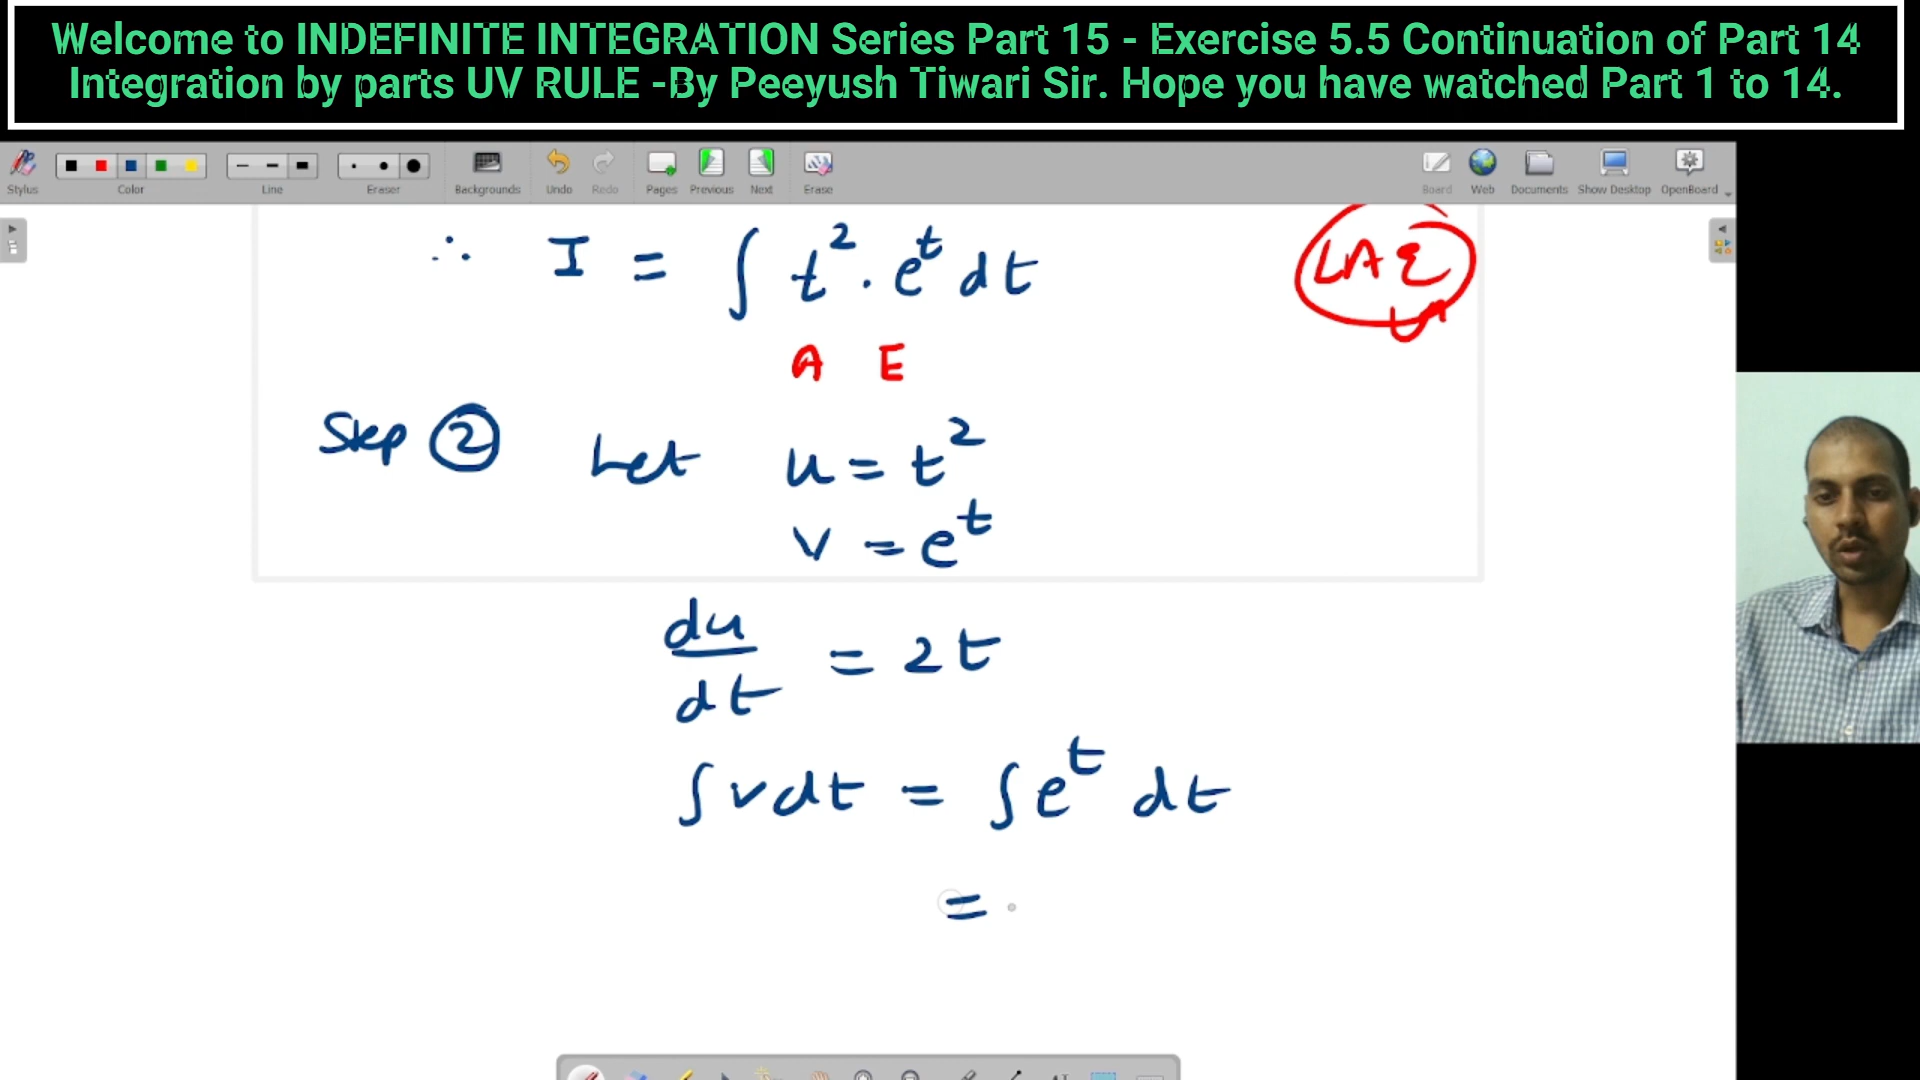 Welcome to INDEFINITE INTEGRATION Series Part 15 - Exercise 5.5 Continuation of Part 14
Integration by parts UV RULE -By Peeyush Tiwari Sir. Hope you have watched Part 1 to 14.
Stylus Color Line Eraser Backgrounds Undo Redo Pages Previous Next Erase Board Web Documents Show Desktop OpenBoard
∴ I = ∫ t² . eᵗ dt
LAE
A E
Step ② Let u = t²
v = eᵗ
du/dt = 2t
∫ v dt = ∫ eᵗ dt
=